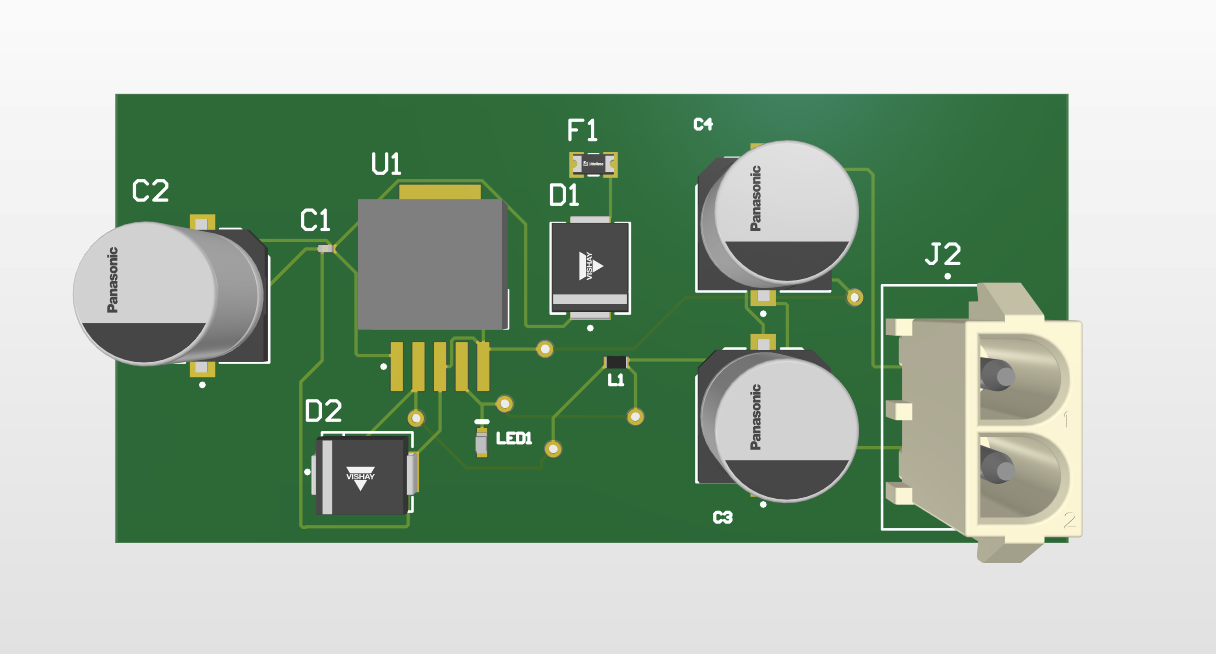 C4
F1
U1
C2
D1
Panasonic
C1
VISHAY
J2
Panasonic
L1
Panasonic
D2
1
LED1
VISHAY
C3
2